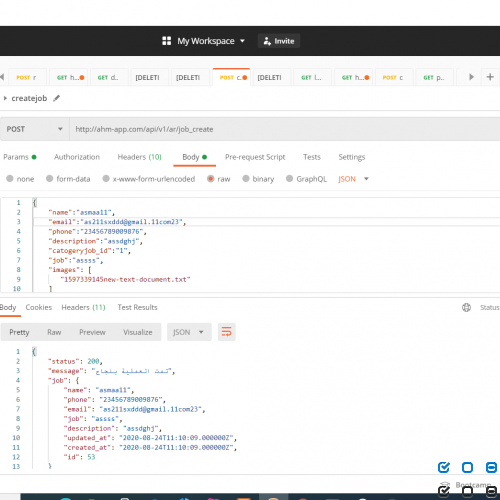 My Workspace
Invite
POST r
GET h...
GET d..
[DELETI
[DELETI
POST c.
[DELETI
GET l...
GET h...
POST c
GET p..
createjob
POST
http://ahm-app.com/api/v1/ar/job_create
Params
Authorization
Headers (10)
Body
Pre-request Script
Tests
Settings
none
form-data
x-www-form-urlencoded
raw
binary
GraphQL
JSON
1 {
2 "name":"asmaa11",
3 "email":"as211sxddd@gmail.11com23",
4 "phone":"23456789009876",
5 "description":"assdghj",
6 "catogeryjob_id":"1",
7 "job":"assss",
8 "images": [
9 "1597339145new-text-document.txt"
10 ]
Body
Cookies
Headers (11)
Test Results
Status
Pretty
Raw
Preview
Visualize
JSON
1 {
2 "status": 200,
3 "message": "تمت العملية بنجاح",
4 "job": {
5 "name": "asmaa11",
6 "phone": "23456789009876",
7 "email": "as211sxddd@gmail.11com23",
8 "job": "assss",
9 "description": "assdghj",
10 "updated_at": "2020-08-24T11:10:09.000000Z",
11 "created_at": "2020-08-24T11:10:09.000000Z",
12 "id": 53
13 }
Bootcamp